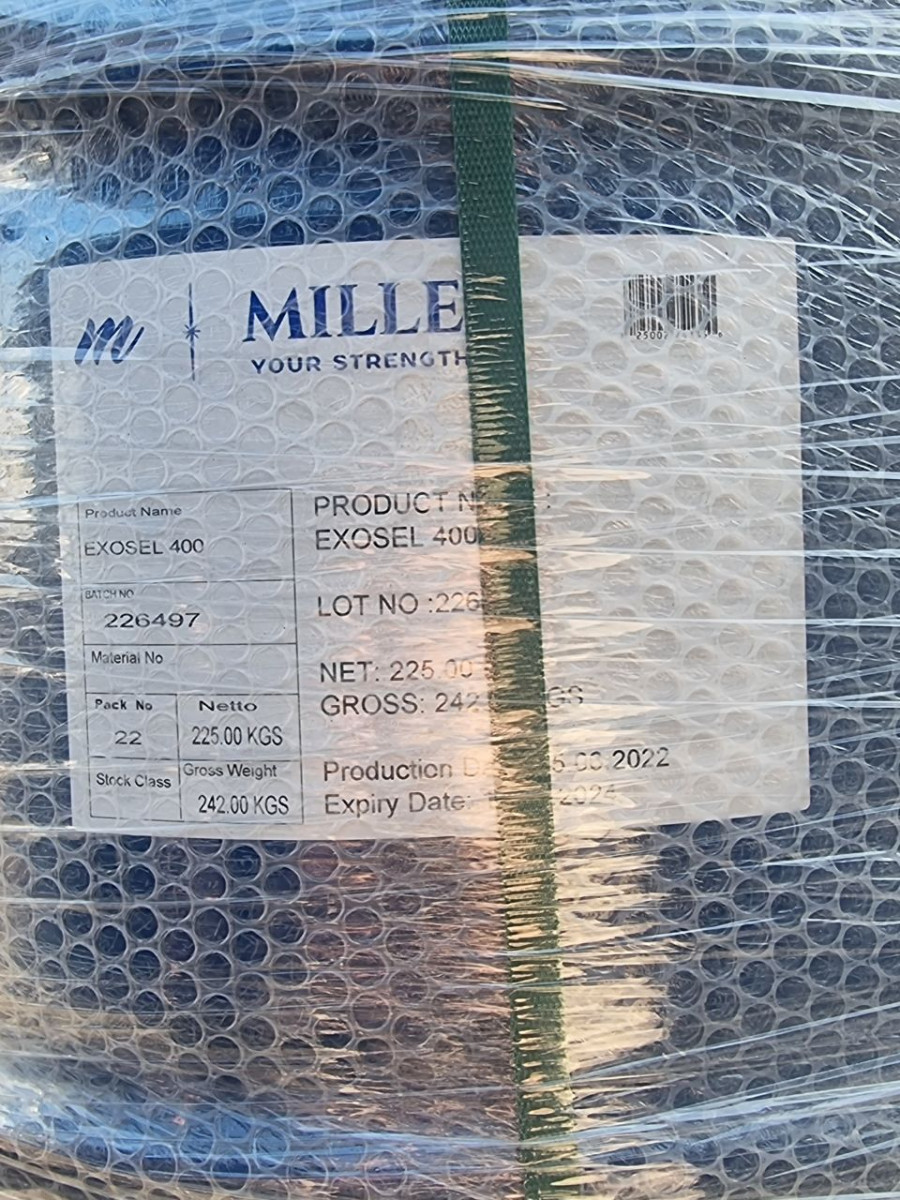 m
MILLE
YOUR STRENGTH
Product Name
EXOSEL 400
BATCH NO
226497
Material No
Pack No
Netto
22
225.00 KGS
Stock Class
Gross Weight
242.00 KGS
PRODUCT
EXOSEL 400
LOT NO :226
NET: 225.00
GROSS: 242 KGS
Production 2022
Expiry Date: 2024